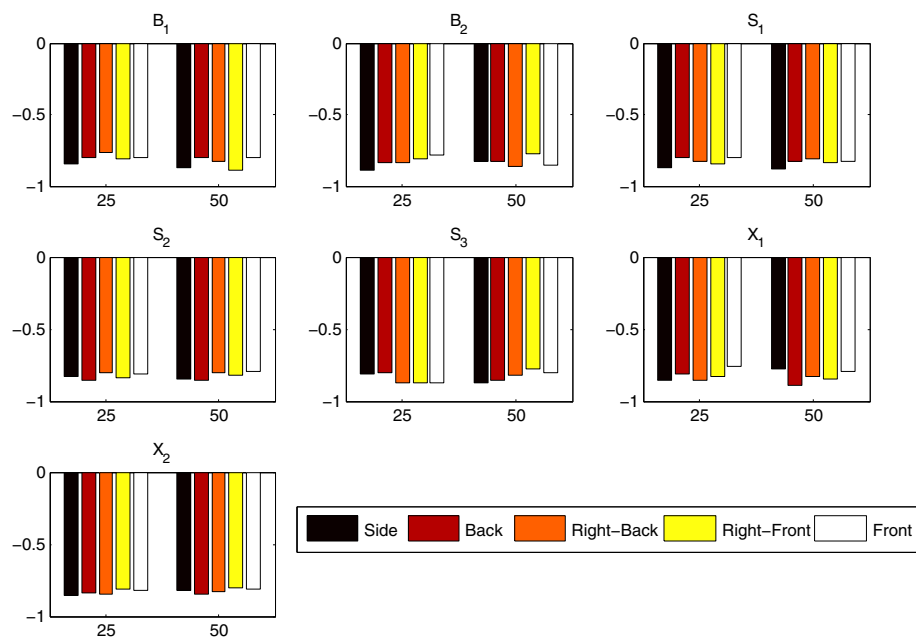 B1 B2 S1
0 0 0
−0.5 −0.5 −0.5
−1 −1 −1
25 50 25 50 25 50
S2 S3 X1
0 0 0
−0.5 −0.5 −0.5
−1 −1 −1
25 50 25 50 25 50
X2
0
−0.5
−1
25 50
Side Back Right−Back Right−Front Front